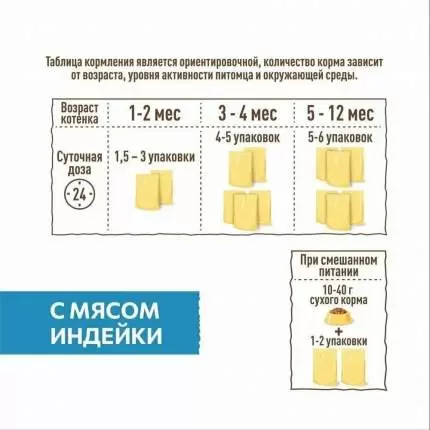 Таблица кормления является ориентировочной, количество корма зависит
от возраста, уровня активности питомца и окружающей среды.
Возраст
котёнка
1-2 мес
3 - 4 мес
5 - 12 мес
Суточная
доза
24
1,5 – 3 упаковки
4-5 упаковок
5-6 упаковок
При смешанном
питании
10-40 г
сухого корма
+
1-2 упаковки
С МЯСОМ
ИНДЕЙКИ